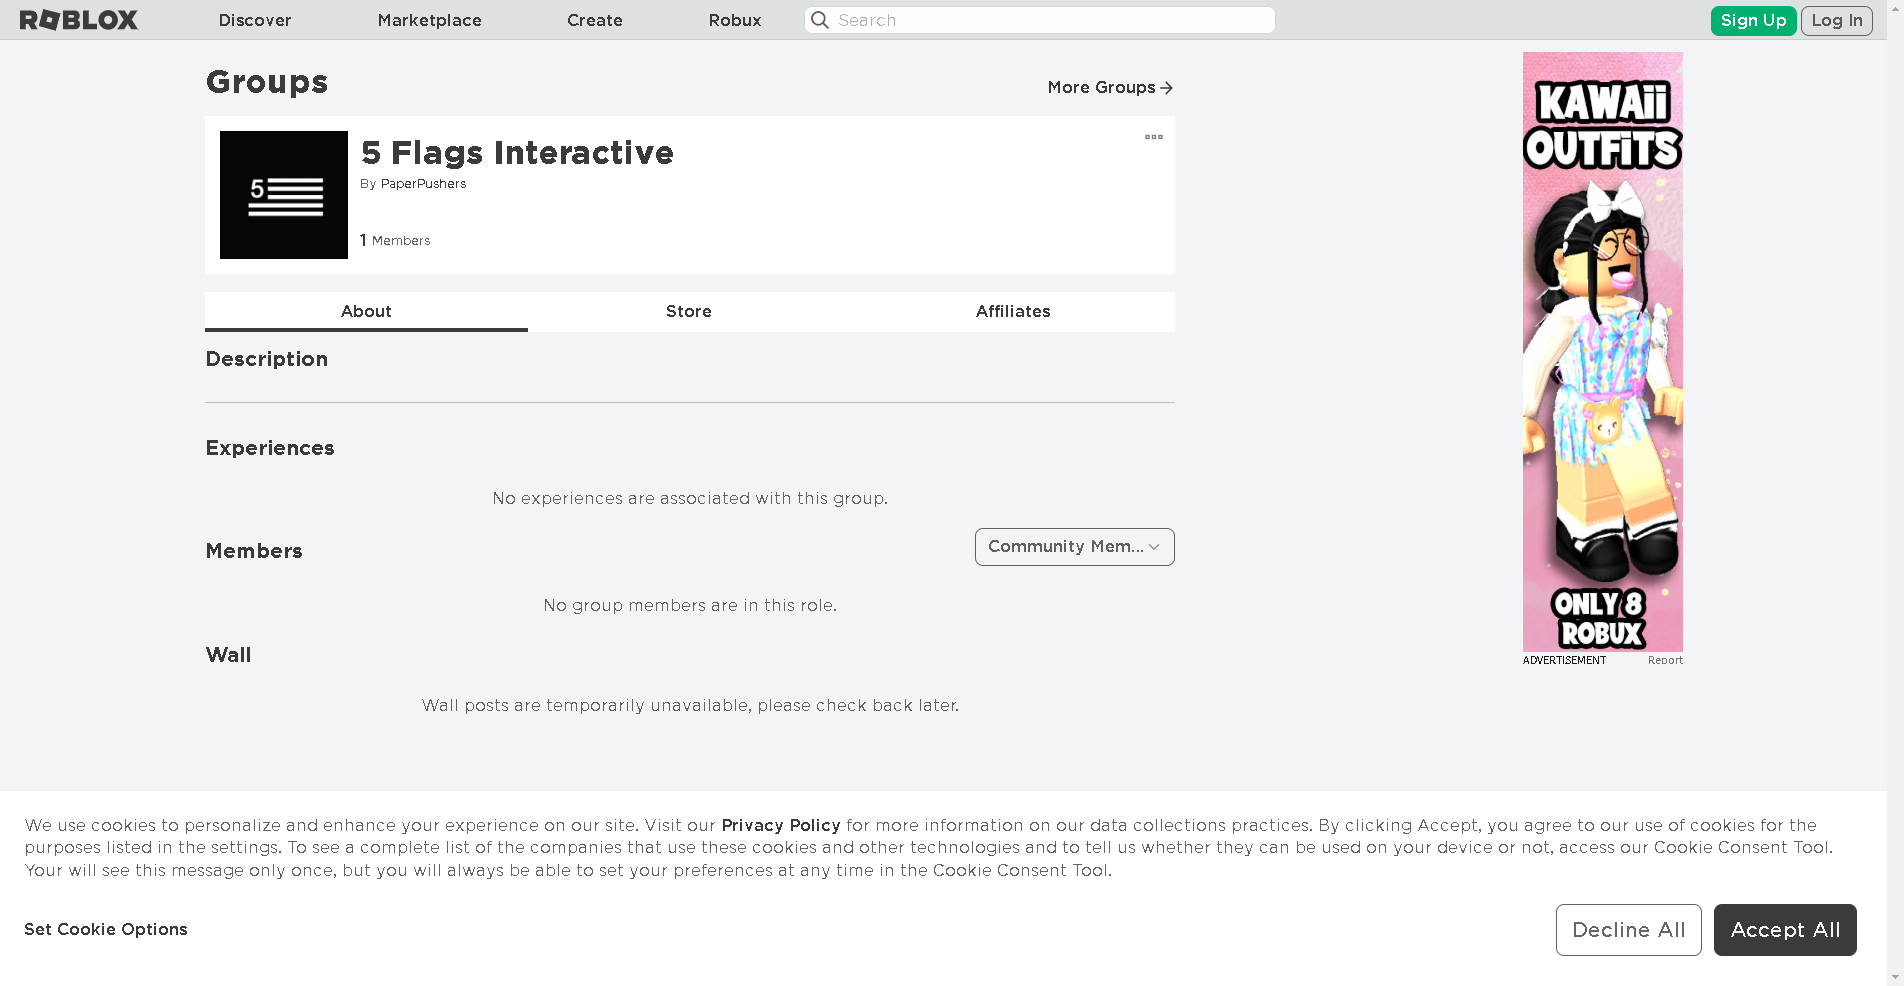 ROBLOX Discover Marketplace Create Robux Search Sign Up Log In
Groups
More Groups
5
5 Flags Interactive
By PaperPushers
1 Members
About Store Affiliates
Description
Experiences
No experiences are associated with this group.
Members
Community Mem...
No group members are in this role.
Wall
Wall posts are temporarily unavailable, please check back later.
KAWAii
OUTFiTS
ONLY 8
ROBUX
ADVERTISEMENT Report
We use cookies to personalize and enhance your experience on our site. Visit our Privacy Policy for more information on our data collections practices. By clicking Accept, you agree to our use of cookies for the
purposes listed in the settings. To see a complete list of the companies that use these cookies and other technologies and to tell us whether they can be used on your device or not, access our Cookie Consent Tool.
Your will see this message only once, but you will always be able to set your preferences at any time in the Cookie Consent Tool.
Set Cookie Options
Decline All Accept All